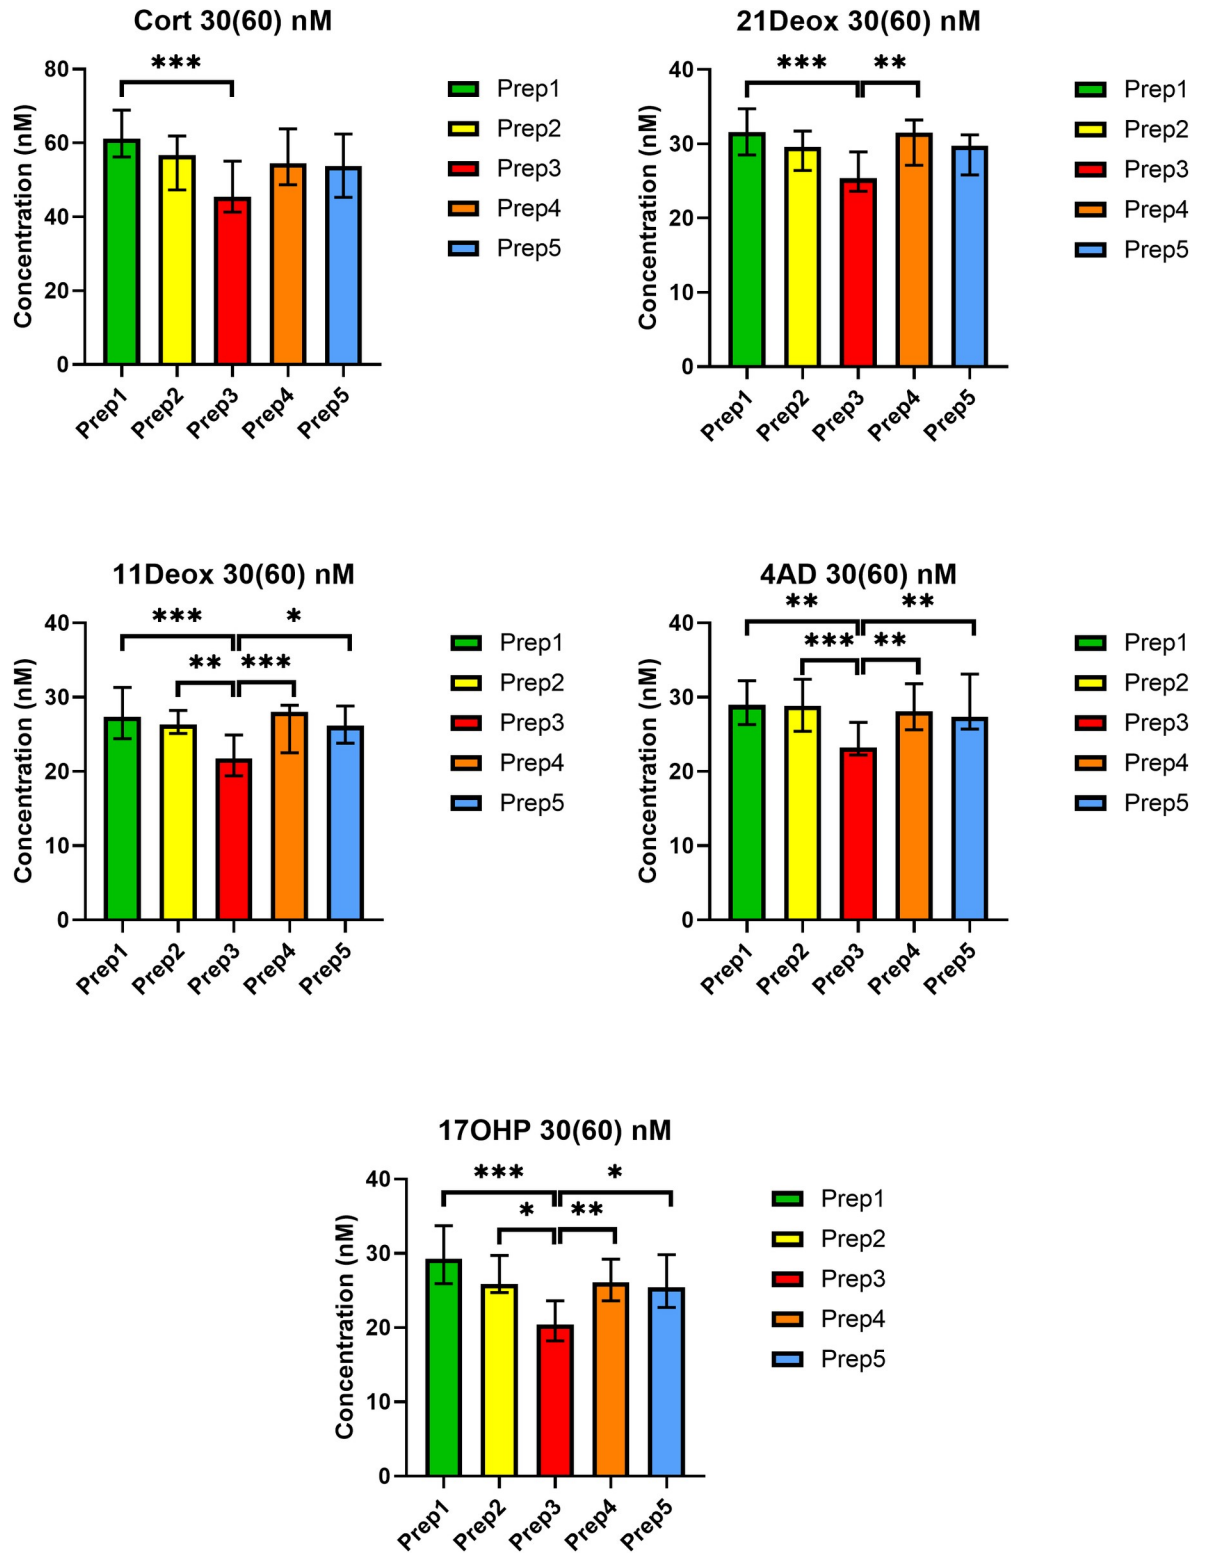 Cort 30(60) nM
***
Concentration (nM)
80
60
40
20
0
Prep1
Prep2
Prep3
Prep4
Prep5
Prep1
Prep2
Prep3
Prep4
Prep5
21Deox 30(60) nM
*** **
Concentration (nM)
40
30
20
10
0
Prep1
Prep2
Prep3
Prep4
Prep5
Prep1
Prep2
Prep3
Prep4
Prep5
11Deox 30(60) nM
*** *
** ***
Concentration (nM)
40
30
20
10
0
Prep1
Prep2
Prep3
Prep4
Prep5
Prep1
Prep2
Prep3
Prep4
Prep5
4AD 30(60) nM
** **
*** **
Concentration (nM)
40
30
20
10
0
Prep1
Prep2
Prep3
Prep4
Prep5
Prep1
Prep2
Prep3
Prep4
Prep5
17OHP 30(60) nM
*** *
* **
Concentration (nM)
40
30
20
10
0
Prep1
Prep2
Prep3
Prep4
Prep5
Prep1
Prep2
Prep3
Prep4
Prep5